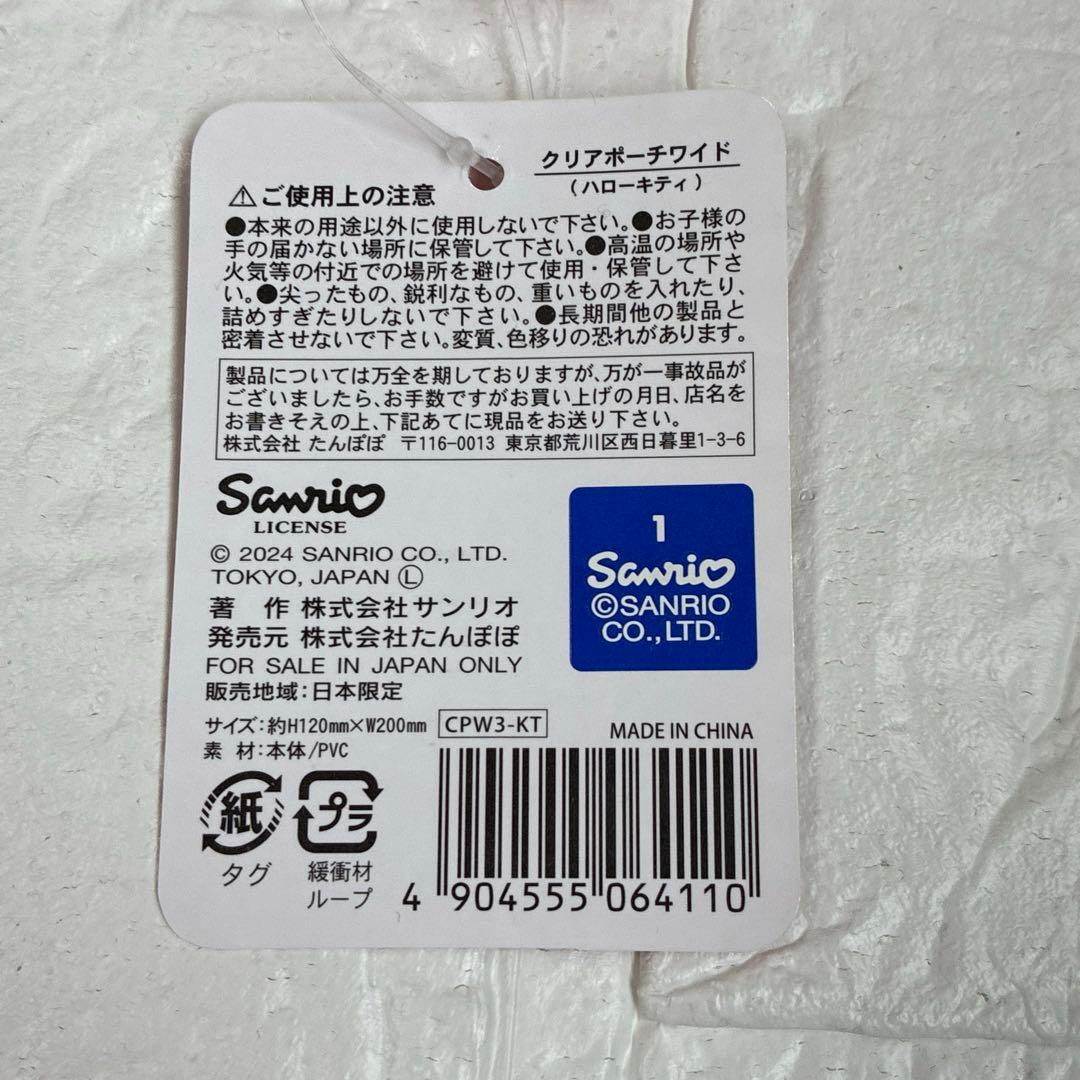 クリアポーチワイド
(ハローキティ)
⚠ご使用上の注意
●本来の用途以外に使用しないで下さい。●お子様の
手の届かない場所に保管して下さい。●高温の場所や
火気等の付近での場所を避けて使用・保管して下さ
い。●尖ったもの、鋭利なもの、重いものを入れたり、
詰めすぎたりしないで下さい。●長期間他の製品と
密着させないで下さい。変質、色移りの恐れがあります。
製品については万全を期しておりますが、万が一事故品が
ございましたら、お手数ですがお買い上げの月日、店名を
お書きそえの上、下記あてに現品をお送り下さい。
株式会社 たんぽぽ 〒116-0013 東京都荒川区西日暮里1-3-6
Sanrio
LICENSE
© 2024 SANRIO CO., LTD.
TOKYO, JAPAN Ⓛ
著 作 株式会社サンリオ
発売元 株式会社たんぽぽ
FOR SALE IN JAPAN ONLY
販売地域:日本限定
1
Sanrio
©SANRIO
CO.,LTD.
サイズ:約H120mm×W200mm CPW3-KT
素 材:本体/PVC
MADE IN CHINA
紙
タグ
プラ
緩衝材
ループ
4 904555 064110